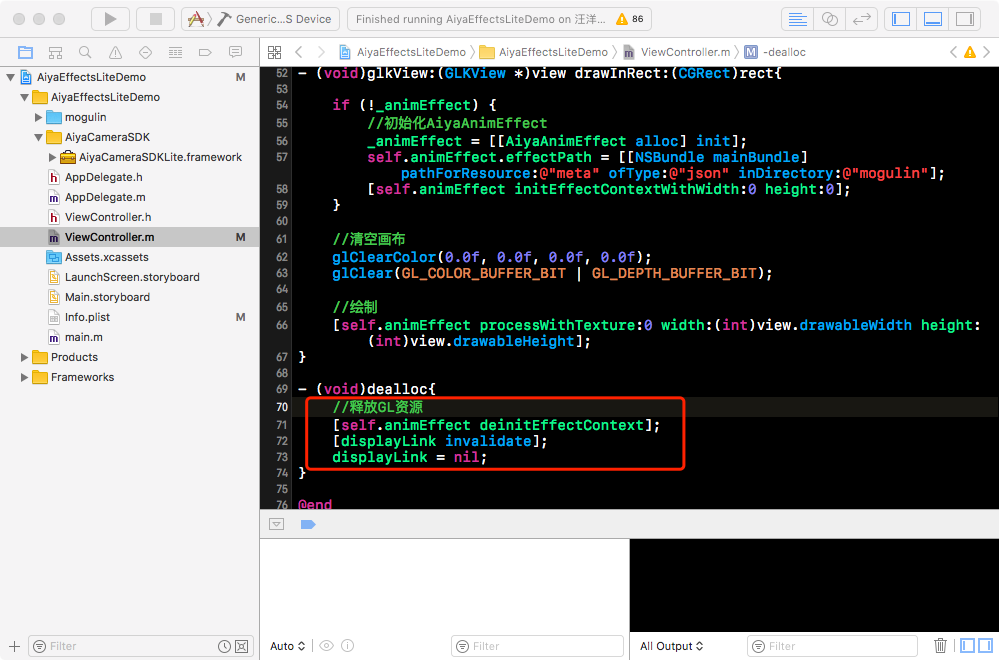 Generic...S Device
Finished running AiyaEffectsLiteDemo on 汪洋... 86
AiyaEffectsLiteDemo AiyaEffectsLiteDemo ViewController.m M -dealloc
AiyaEffectsLiteDemo M
AiyaEffectsLiteDemo
mogulin
AiyaCameraSDK
AiyaCameraSDKLite.framework
h AppDelegate.h
m AppDelegate.m
h ViewController.h
m ViewController.m M
Assets.xcassets
LaunchScreen.storyboard
Main.storyboard
Info.plist M
m main.m
Products
Frameworks
Filter
52 - (void)glkView:(GLKView *)view drawInRect:(CGRect)rect{
53
54 if (!_animEffect) {
55 //初始化AiyaAnimEffect
56 _animEffect = [[AiyaAnimEffect alloc] init];
57 self.animEffect.effectPath = [[NSBundle mainBundle]
pathForResource:@"meta" ofType:@"json" inDirectory:@"mogulin"];
58 [self.animEffect initEffectContextWithWidth:0 height:0];
59 }
60
61 //清空画布
62 glClearColor(0.0f, 0.0f, 0.0f, 0.0f);
63 glClear(GL_COLOR_BUFFER_BIT | GL_DEPTH_BUFFER_BIT);
64
65 //绘制
66 [self.animEffect processWithTexture:0 width:(int)view.drawableWidth height:
(int)view.drawableHeight];
67 }
68
69 - (void)dealloc{
70 //释放GL资源
71 [self.animEffect deinitEffectContext];
72 [displayLink invalidate];
73 displayLink = nil;
74 }
75
76 @end
Auto Filter
All Output Filter